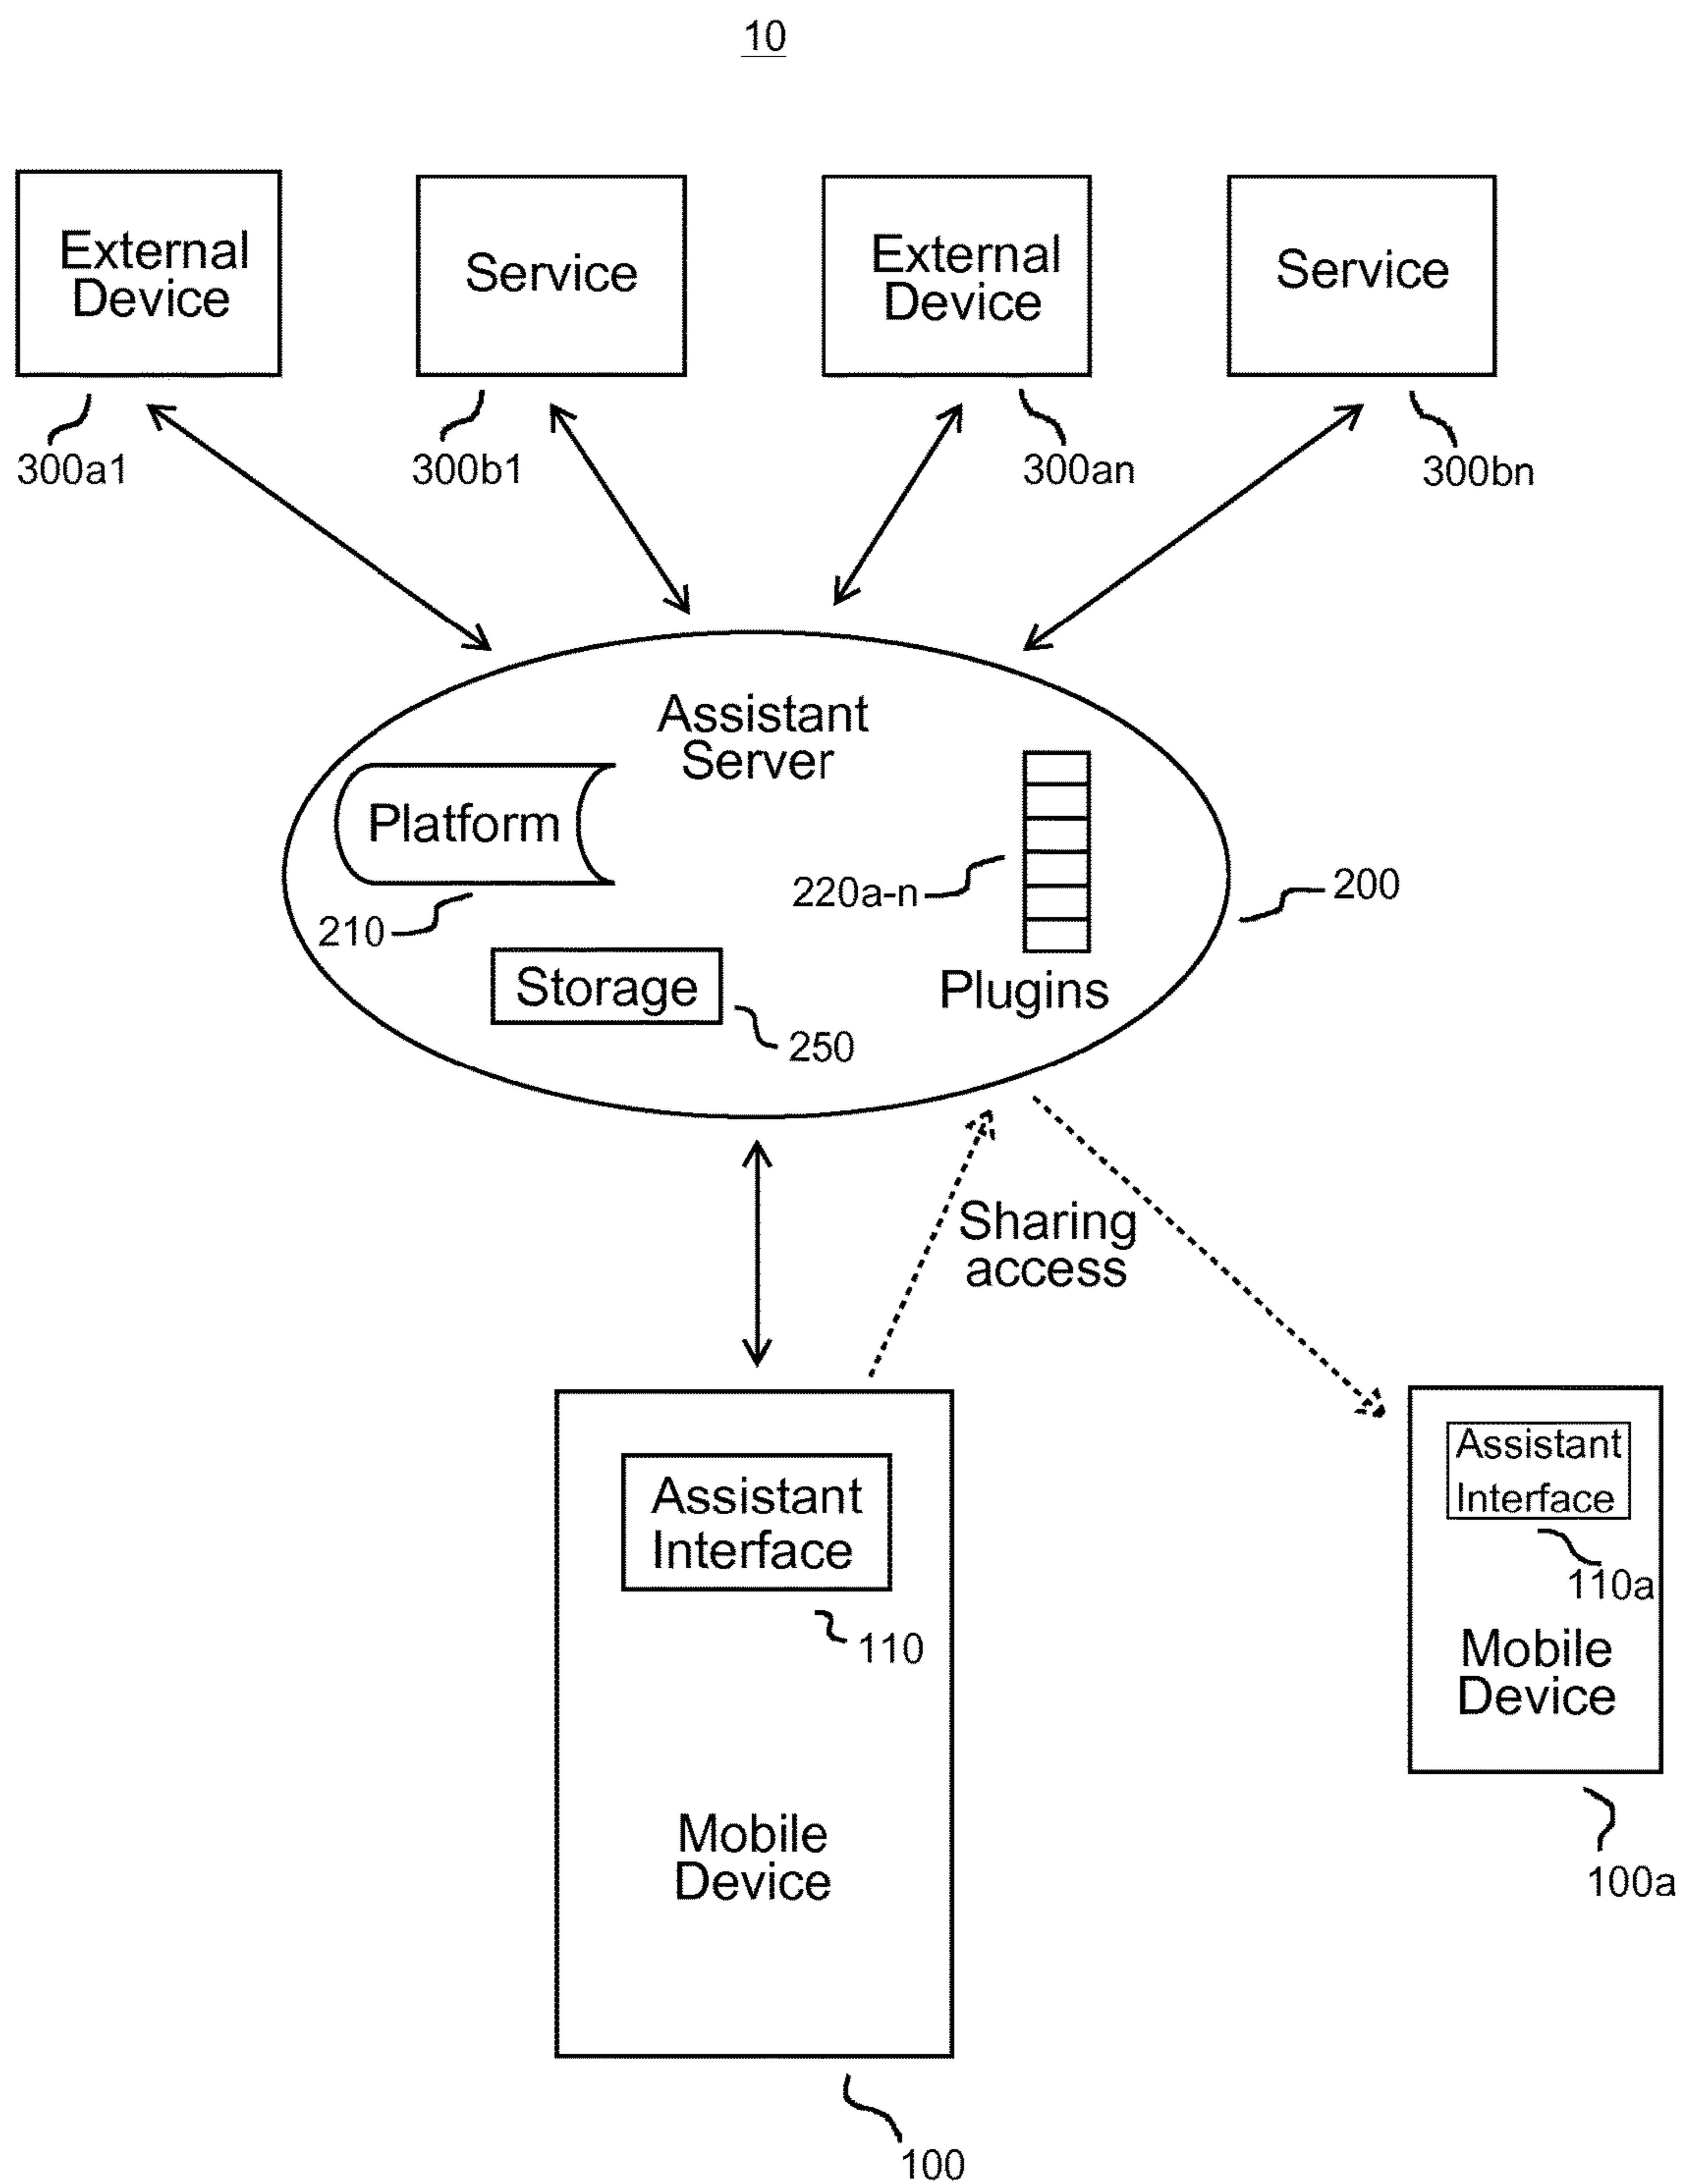 10
External
Device
Service
External
Device
Service
300a1
300b1
300an
300bn
Assistant
Server
Platform
220a-n
200
210
Storage
Plugins
250
Sharing
access
Assistant
Interface
110
Mobile
Device
100
Assistant
Interface
110a
Mobile
Device
100a